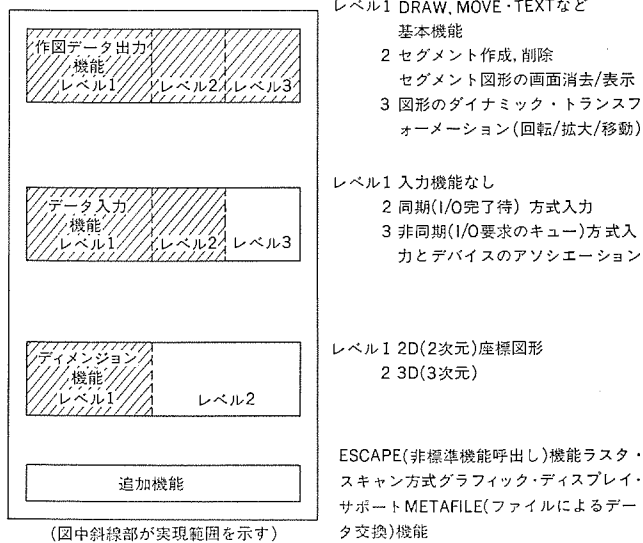 作図データ出力
機能
レベル1
レベル2
レベル3
データ入力
機能
レベル1
レベル2
レベル3
ディメンジョン
機能
レベル1
レベル2
追加機能
(図中斜線部が実現範囲を示す)
レベル1 DRAW, MOVE・TEXTなど
基本機能
2 セグメント作成,削除
セグメント図形の画面消去/表示
3 図形のダイナミック・トランスフ
ォーメーション(回転/拡大/移動)
レベル1 入力機能なし
2 同期(I/O完了待) 方式入力
3 非同期(I/O要求のキュー)方式入
力とデバイスのアソシエーション
レベル1 2D(2次元)座標図形
2 3D(3次元)
ESCAPE(非標準機能呼出し)機能ラスタ・
スキャン方式グラフィック・ディスプレイ・
サポートMETAFILE(ファイルによるデー
タ交換)機能